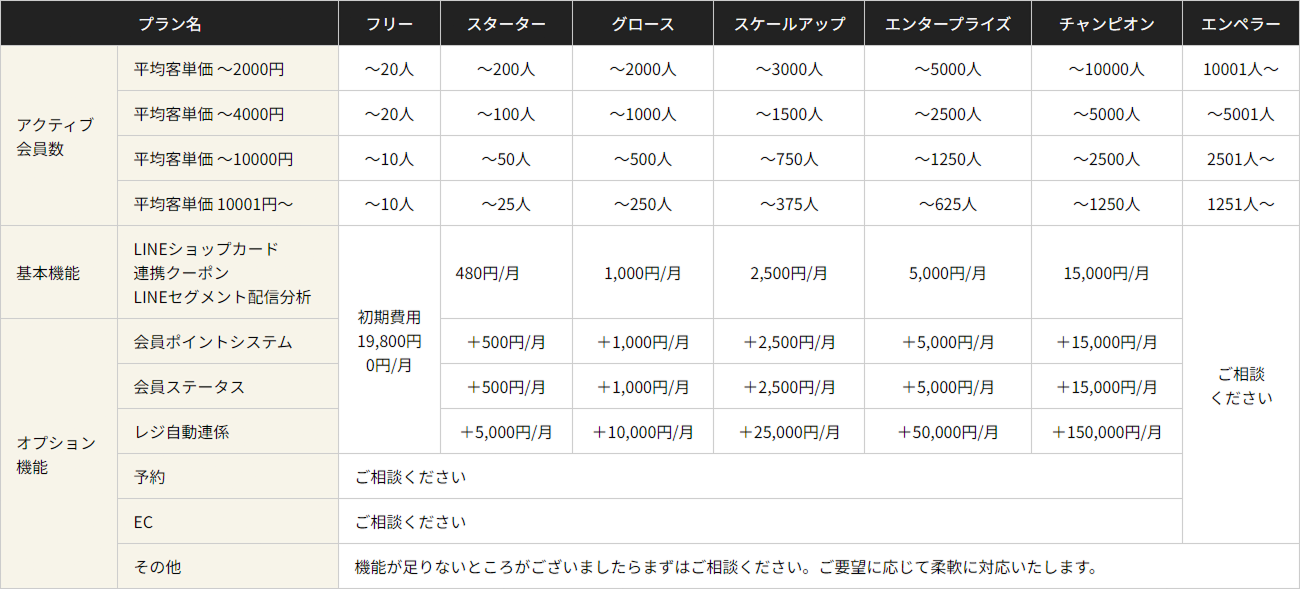 プラン名 フリー スターター グロース スケールアップ エンタープライズ チャンピオン エンペラー
アクティブ
会員数
平均客単価 ～2000円 ～20人 ～200人 ～2000人 ～3000人 ～5000人 ～10000人 10001人～
平均客単価 ～4000円 ～20人 ～100人 ～1000人 ～1500人 ～2500人 ～5000人 ～5001人
平均客単価 ～10000円 ～10人 ～50人 ～500人 ～750人 ～1250人 ～2500人 2501人～
平均客単価 10001円～ ～10人 ～25人 ～250人 ～375人 ～625人 ～1250人 1251人～
基本機能
LINEショップカード
連携クーポン
LINEセグメント配信分析
初期費用
19,800円
0円/月
480円/月 1,000円/月 2,500円/月 5,000円/月 15,000円/月
ご相談
ください
オプション
機能
会員ポイントシステム ＋500円/月 ＋1,000円/月 ＋2,500円/月 ＋5,000円/月 ＋15,000円/月
会員ステータス ＋500円/月 ＋1,000円/月 ＋2,500円/月 ＋5,000円/月 ＋15,000円/月
レジ自動連係 ＋5,000円/月 ＋10,000円/月 ＋25,000円/月 ＋50,000円/月 ＋150,000円/月
予約 ご相談ください
EC ご相談ください
その他 機能が足りないところがございましたらまずはご相談ください。ご要望に応じて柔軟に対応いたします。